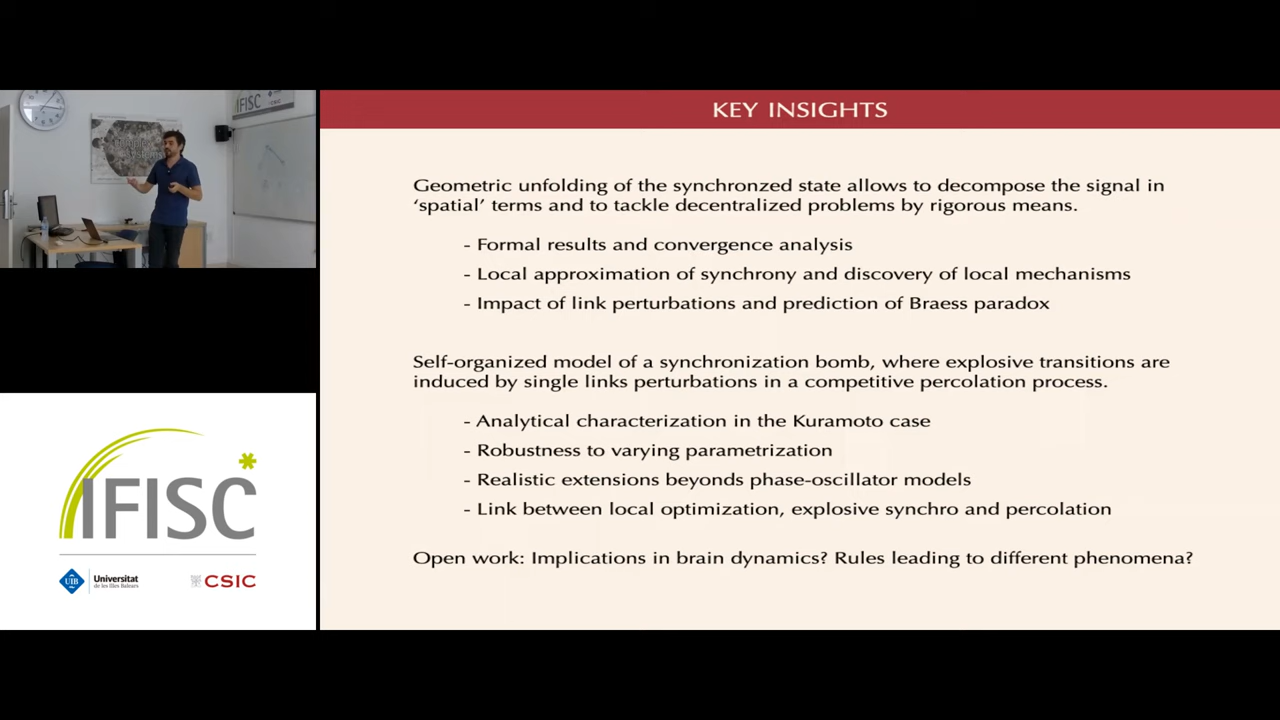 KEY INSIGHTS
Geometric unfolding of the synchronzed state allows to decompose the signal in
‘spatial’ terms and to tackle decentralized problems by rigorous means.
- Formal results and convergence analysis
- Local approximation of synchrony and discovery of local mechanisms
- Impact of link perturbations and prediction of Braess paradox
Self-organized model of a synchronization bomb, where explosive transitions are
induced by single links perturbations in a competitive percolation process.
- Analytical characterization in the Kuramoto case
- Robustness to varying parametrization
- Realistic extensions beyonds phase-oscillator models
- Link between local optimization, explosive synchro and percolation
Open work: Implications in brain dynamics? Rules leading to different phenomena?
IFISC
IFISC
UIB
Universitat
de les Illes Balears
CSIC